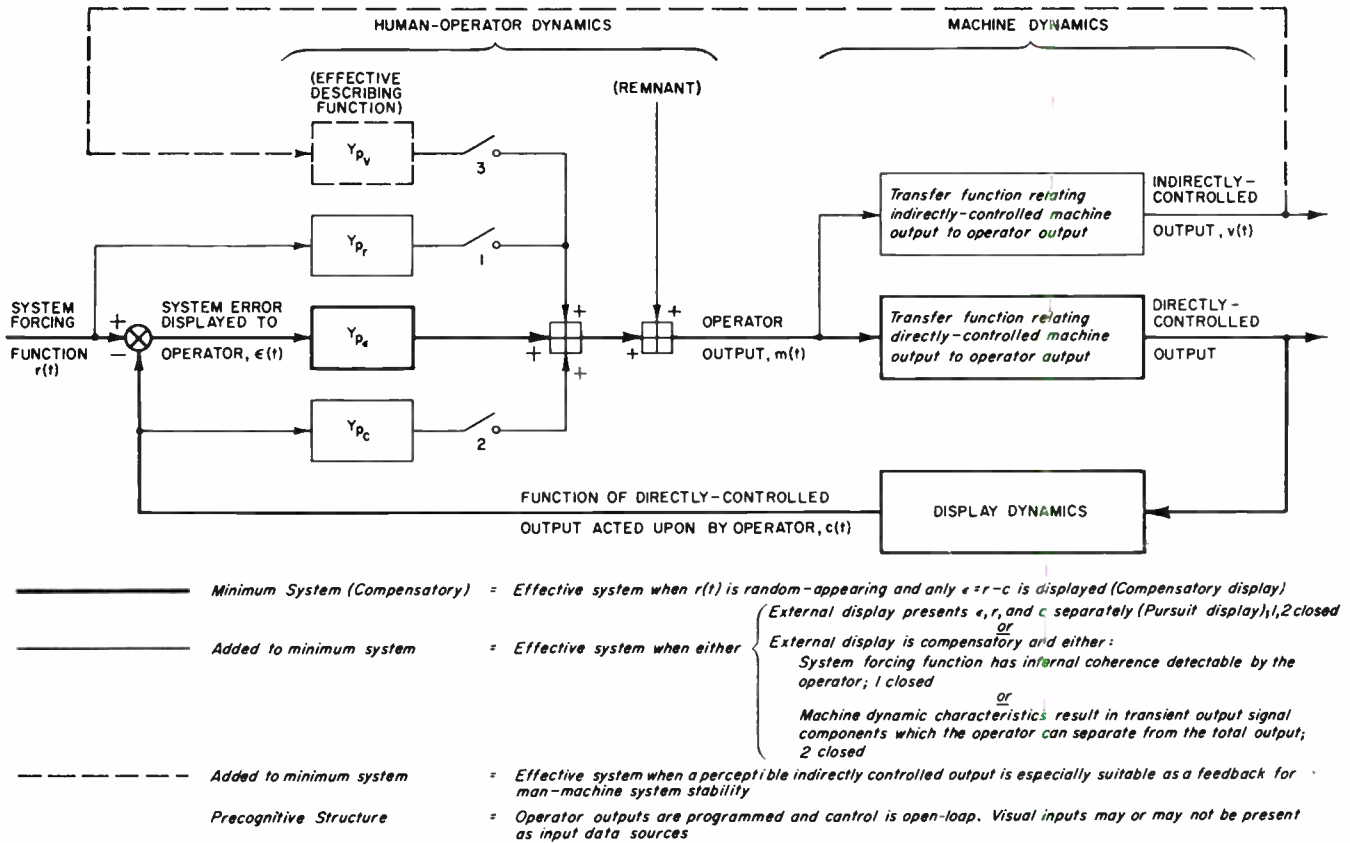 HUMAN-OPERATOR DYNAMICS
MACHINE DYNAMICS
(EFFECTIVE
DESCRIBING
FUNCTION)
(REMNANT)
Ypv
3
Transfer function relating
indirectly-controlled machine
output to operator output
INDIRECTLY-
CONTROLLED
OUTPUT, v(t)
Ypr
1
SYSTEM
FORCING
FUNCTION
r(t)
+
−
SYSTEM ERROR
DISPLAYED TO
OPERATOR, ϵ(t)
Ypϵ
+
+
+
+
+
OPERATOR
OUTPUT, m(t)
Transfer function relating
directly-controlled machine
output to operator autput
DIRECTLY-
CONTROLLED
OUTPUT
Ypc
2
FUNCTION OF DIRECTLY-CONTROLLED
OUTPUT ACTED UPON BY OPERATOR, c(t)
DISPLAY DYNAMICS
Minimum System (Compensatory) = Effective system when r(t) is random-appearing and only ϵ=r-c is displayed (Compensatory display)
Added to minimum system = Effective system when either
External display presents ϵ, r, and c separately (Pursuit display), 1, 2 closed
or
External display is compensatory and either:
System forcing function has internal coherence detectable by the
operator; 1 closed
or
Machine dynamic characteristics result in transient output signal
components which the operator can separate from the total output;
2 closed
Added to minimum system = Effective system when a perceptible indirectly controlled output is especially suitable as a feedback for
man-machine system stability
Precognitive Structure = Operator outputs are programmed and cantrol is open-loap. Visual inputs may or may not be present
as input data sources